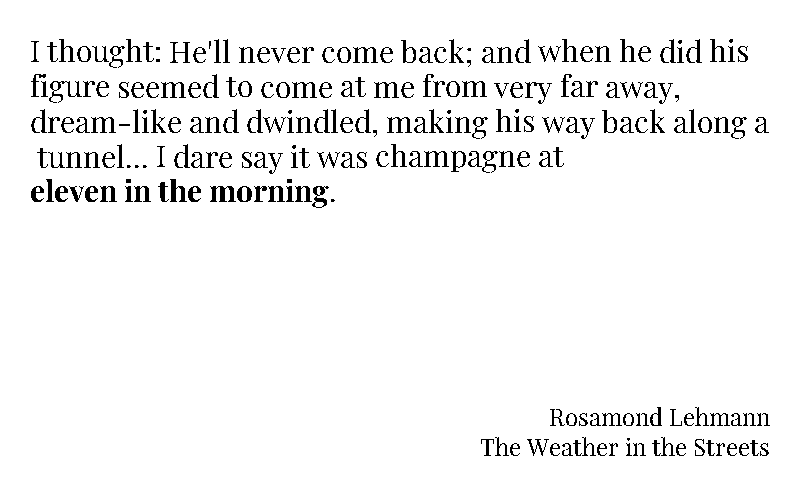 I thought: He'll never come back; and when he did his
figure seemed to come at me from very far away,
dream-like and dwindled, making his way back along a
tunnel... I dare say it was champagne at
eleven in the morning.
Rosamond Lehmann
The Weather in the Streets